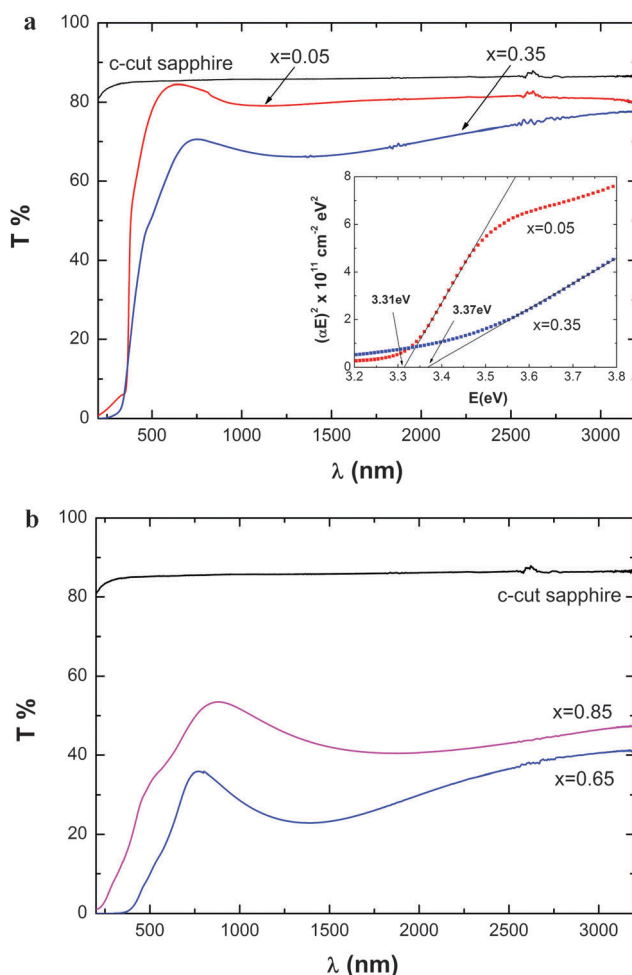 a
100
80
60
40
20
0
T %
c-cut sapphire
x=0.05
x=0.35
8
6
4
2
0
(αE)² x 10¹¹ cm⁻² eV²
x=0.05
3.31eV
3.37eV
x=0.35
3.2 3.3 3.4 3.5 3.6 3.7 3.8
E(eV)
500 1000 1500 2000 2500 3000
λ (nm)
b
100
80
60
40
20
0
T %
c-cut sapphire
x=0.85
x=0.65
500 1000 1500 2000 2500 3000
λ (nm)